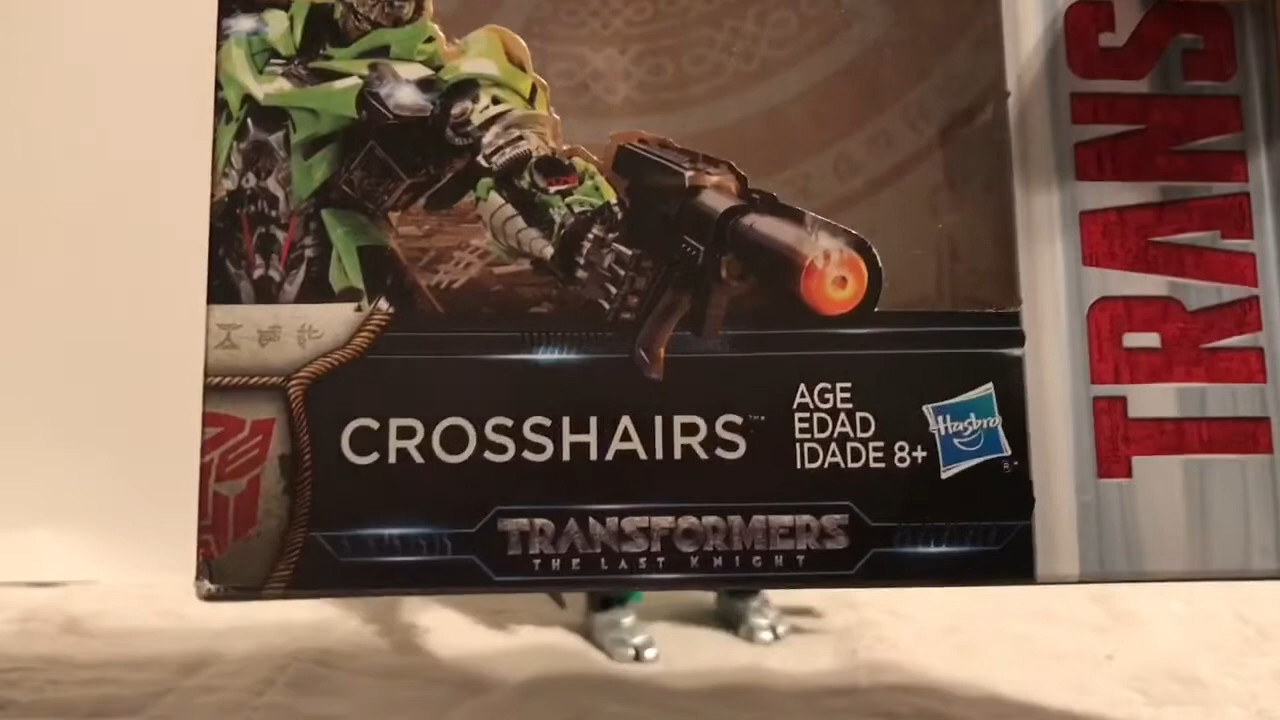 CROSSHAIRS™
AGE
EDAD
IDADE 8+
Hasbro
®
TRANSFORMERS
THE LAST KNIGHT
TRANS